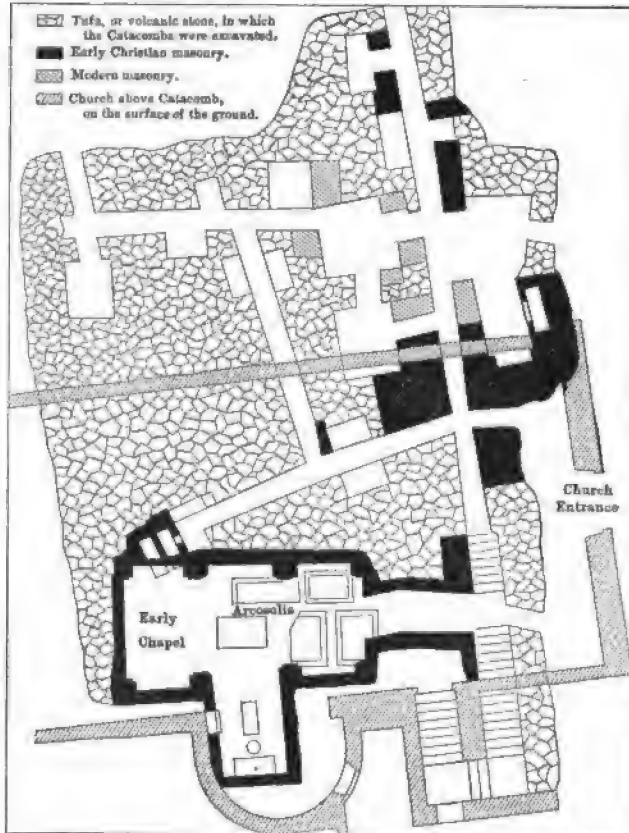 Tufa, or volcanic stone, in which
the Catacombs were excavated.
Early Christian masonry.
Modern masonry.
Church above Catacomb,
on the surface of the ground.
Church
Entrance
Early
Chapel
Arcosolis